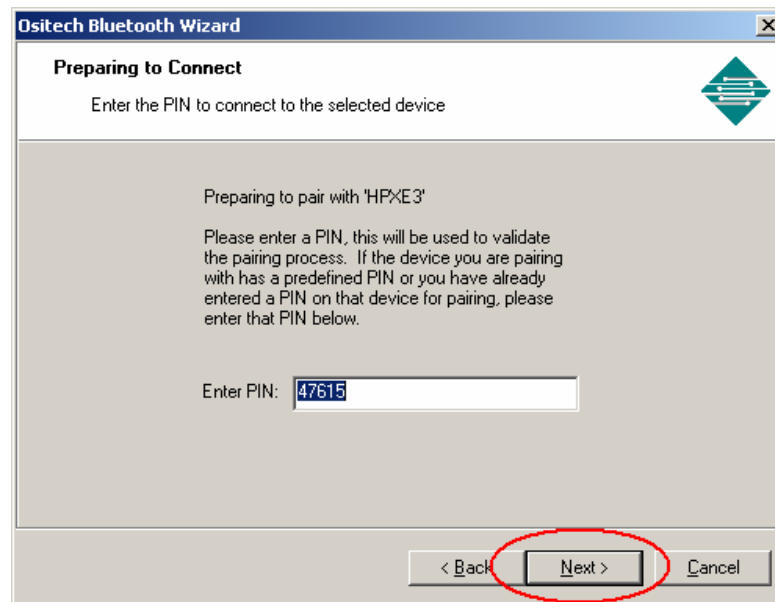 Ositech Bluetooth Wizard
Preparing to Connect
Enter the PIN to connect to the selected device
Preparing to pair with 'HPXE3'
Please enter a PIN, this will be used to validate
the pairing process.  If the device you are pairing
with has a predefined PIN or you have already
entered a PIN on that device for pairing, please
enter that PIN below.
Enter PIN: 47615
< Back Next > Cancel